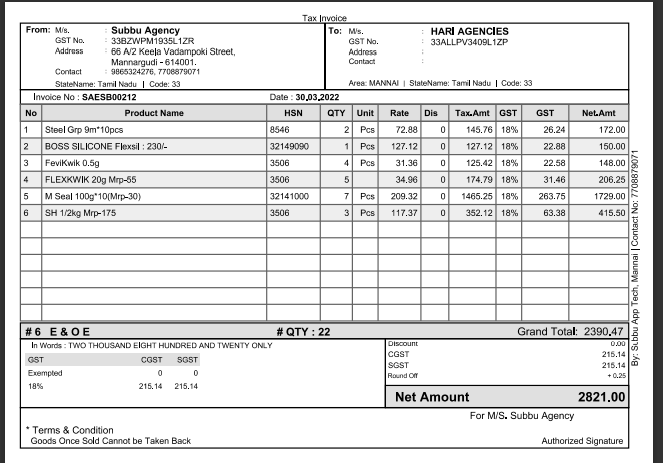 Tax Invoice
From: M/s. : Subbu Agency
GST No. : 33BZWPM1935L1ZR
Address : 66 A/2 Keela Vadampoki Street,
Mannargudi - 614001.
Contact : 9865324276, 7708879071
StateName: Tamil Nadu | Code: 33
To: M/s. : HARI AGENCIES
GST No. : 33ALLPV3409L1ZP
Address :
Contact :
Area: MANNAI | StateName: Tamil Nadu | Code: 33
Invoice No : SAESB00212 Date : 30.03.2022
No Product Name HSN QTY Unit Rate Dis Tax.Amt GST GST Net.Amt
1 Steel Grp 9m*10pcs 8546 2 Pcs 72.88 0 145.76 18% 26.24 172.00
2 BOSS SILICONE Flexsil : 230/- 32149090 1 Pcs 127.12 0 127.12 18% 22.88 150.00
3 FeviKwik 0.5g 3506 4 Pcs 31.36 0 125.42 18% 22.58 148.00
4 FLEXKWIK 20g Mrp-55 3506 5 34.96 0 174.79 18% 31.46 206.25
5 M Seal 100g*10(Mrp-30) 32141000 7 Pcs 209.32 0 1465.25 18% 263.75 1729.00
6 SH 1/2kg Mrp-175 3506 3 Pcs 117.37 0 352.12 18% 63.38 415.50
# 6 E & O E # QTY : 22 Grand Total: 2390.47
In Words : TWO THOUSAND EIGHT HUNDRED AND TWENTY ONLY
GST CGST SGST
Exempted 0 0
18% 215.14 215.14
Discount 0.00
CGST 215.14
SGST 215.14
Round Off + 0.25
Net Amount 2821.00
For M/S. Subbu Agency
* Terms & Condition
Goods Once Sold Cannot be Taken Back
Authorized Signature
By: Subbu App Tech, Mannai | Contact No: 7708879071